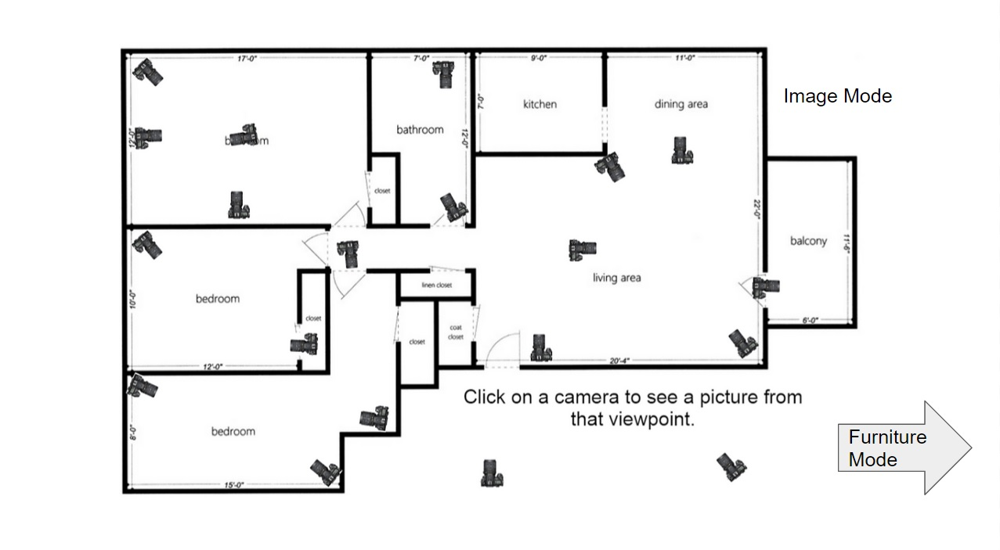 17'-0"
7'-0"
9'-0"
11'-0"
Image Mode
7'-0"
kitchen
dining area
bathroom
12'-0"
12'-0"
closet
22'-0"
balcony
11'-6"
living area
linen closet
bedroom
10'-0"
closet
6'-0"
coat
closet
closet
20'-4"
12'-0"
Click on a camera to see a picture from
that viewpoint.
bedroom
8'-0"
Furniture
Mode
15'-0"